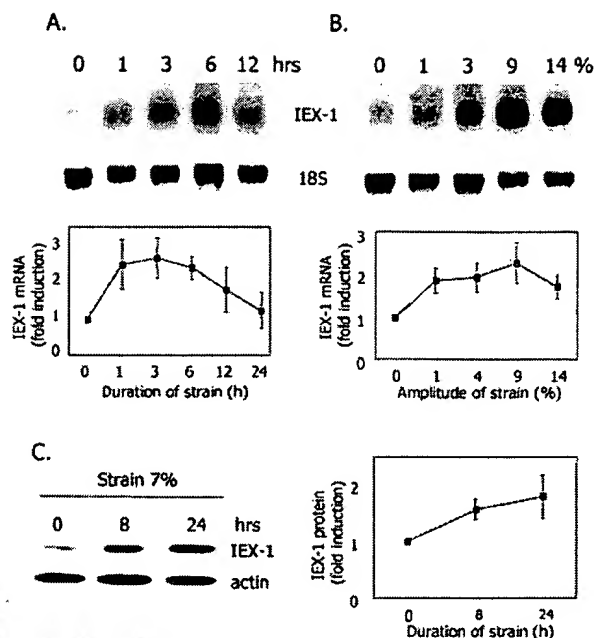 A.
0 1 3 6 12 hrs
IEX-1
18S
IEX-1 mRNA
(fold induction)
3
2
1
0
0 1 3 6 12 24
Duration of strain (h)
B.
0 1 3 9 14 %
IEX-1 mRNA
(fold induction)
3
2
1
0
0 1 4 9 14
Amplitude of strain (%)
C.
Strain 7%
0 8 24 hrs
IEX-1
actin
IEX-1 protein
(fold induction)
2
1
0
0 8 24
Duration of strain (h)